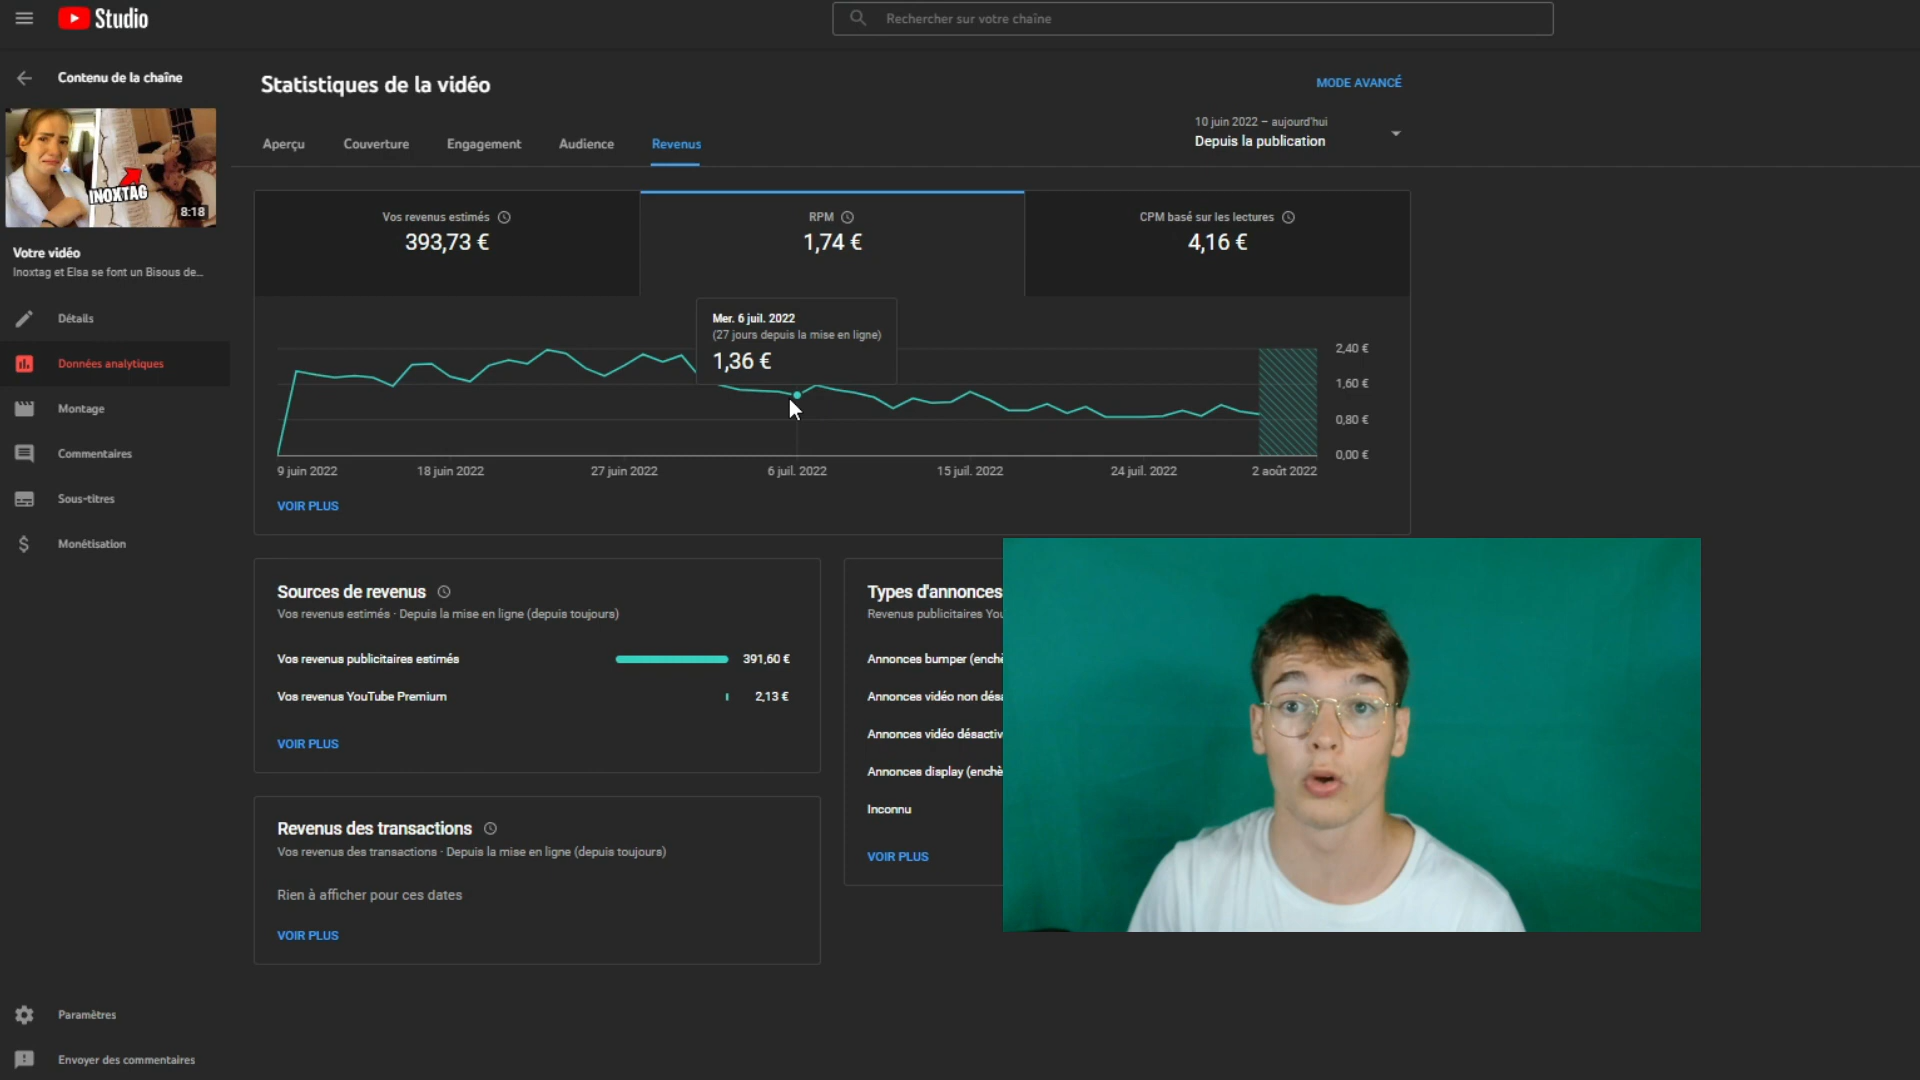 Studio
Rechercher sur votre chaîne
Contenu de la chaîne
INOXTAG
8:18
Votre vidéo
Inoxtag et Elsa se font un Bisous de...
Détails
Données analytiques
Montage
Commentaires
Sous-titres
Monétisation
Paramètres
Envoyer des commentaires
Statistiques de la vidéo
MODE AVANCÉ
Aperçu
Couverture
Engagement
Audience
Revenus
10 juin 2022 – aujourd'hui
Depuis la publication
Vos revenus estimés
393,73 €
RPM
1,74 €
CPM basé sur les lectures
4,16 €
Mer. 6 juil. 2022
(27 jours depuis la mise en ligne)
1,36 €
2,40 €
1,60 €
0,80 €
0,00 €
9 juin 2022
18 juin 2022
27 juin 2022
6 juil. 2022
15 juil. 2022
24 juil. 2022
2 août 2022
VOIR PLUS
Sources de revenus
Vos revenus estimés · Depuis la mise en ligne (depuis toujours)
Vos revenus publicitaires estimés
391,60 €
Vos revenus YouTube Premium
2,13 €
VOIR PLUS
Revenus des transactions
Vos revenus des transactions · Depuis la mise en ligne (depuis toujours)
Rien à afficher pour ces dates
VOIR PLUS
Types d'annonces
Revenus publicitaires You
Annonces bumper (enchè
Annonces vidéo non désa
Annonces vidéo désactiv
Annonces display (enchè
Inconnu
VOIR PLUS